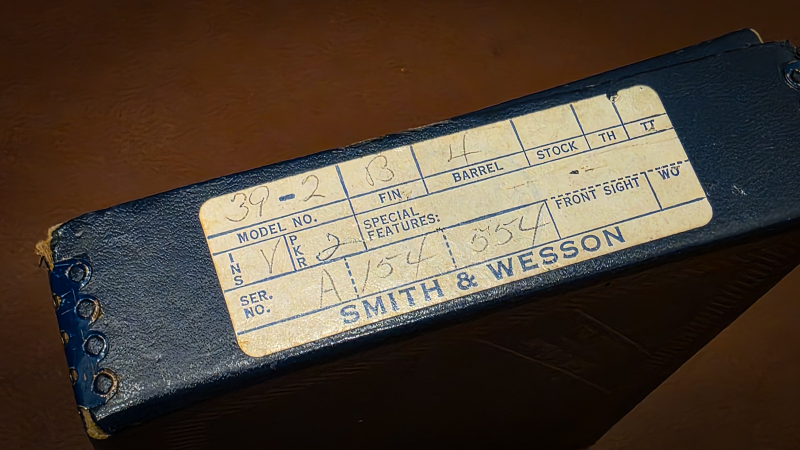 39-2 B 4
MODEL NO. FIN. BARREL STOCK TH TT
INS V PKR 2 SPECIAL FEATURES: FRONT SIGHT WO
SER. NO. A 154 554
SMITH & WESSON